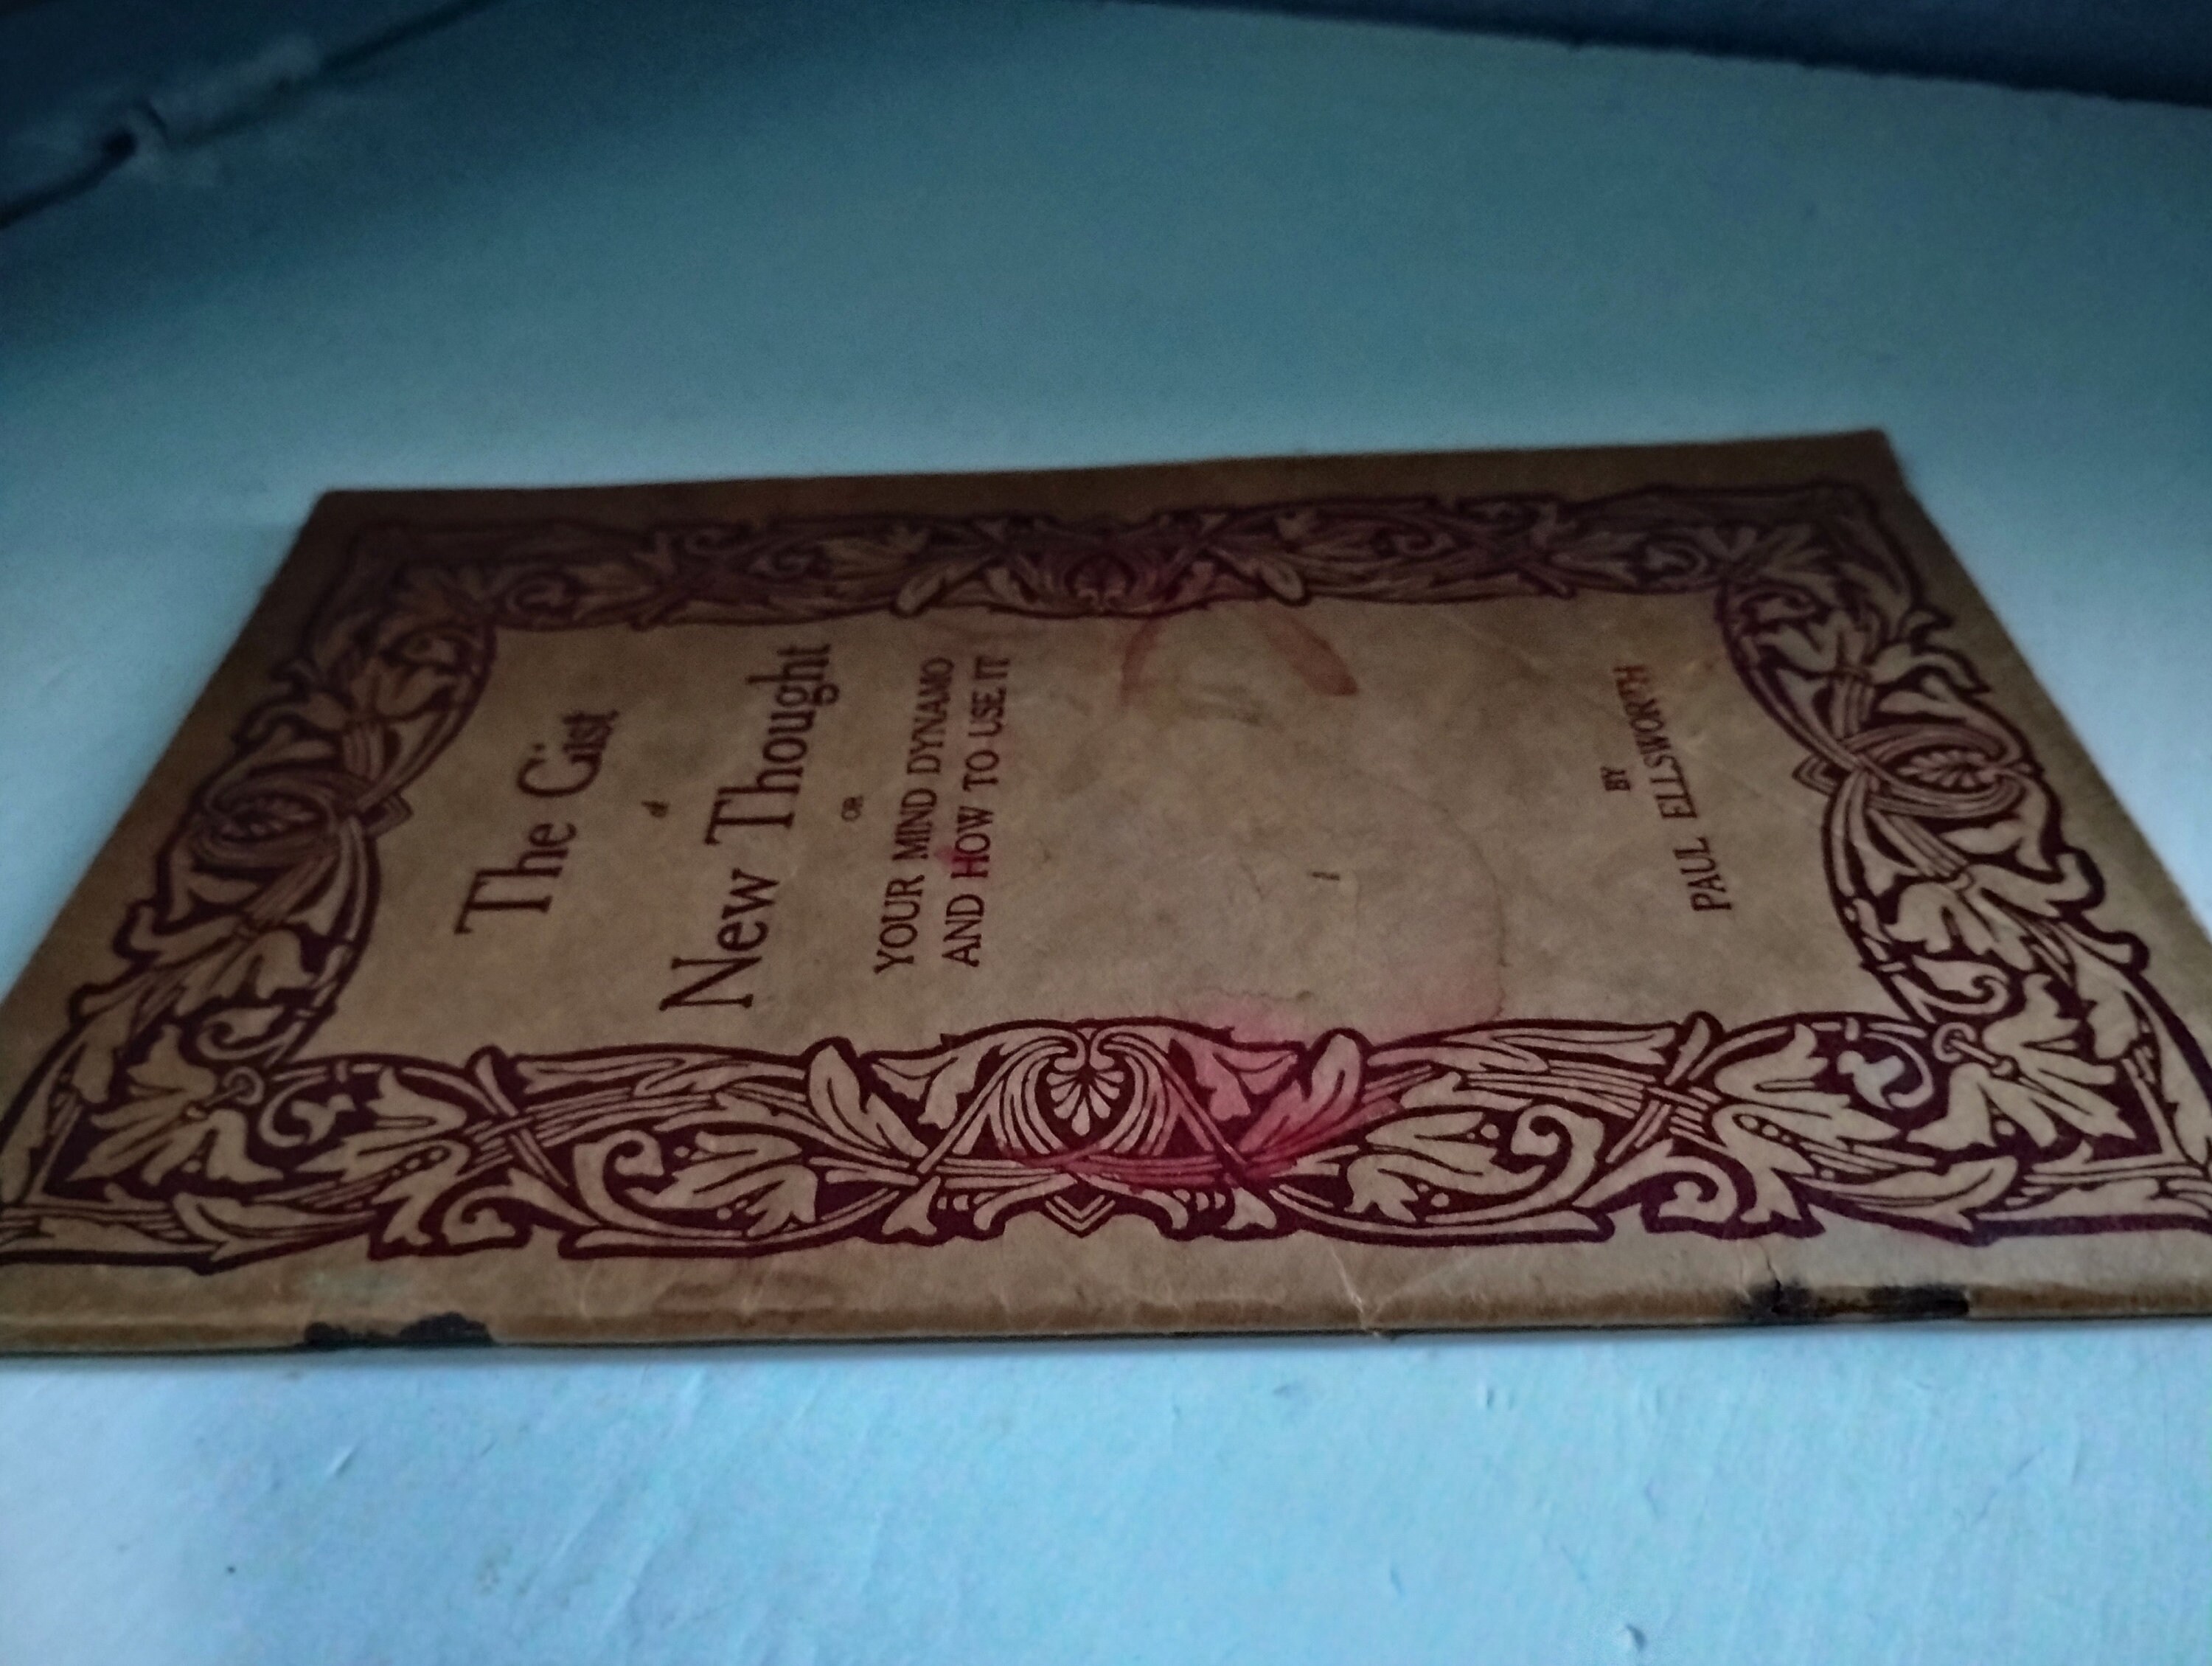 The Gist
of
New Thought
OR
YOUR MIND DYNAMO
AND HOW TO USE IT
BY
PAUL ELLSWORTH